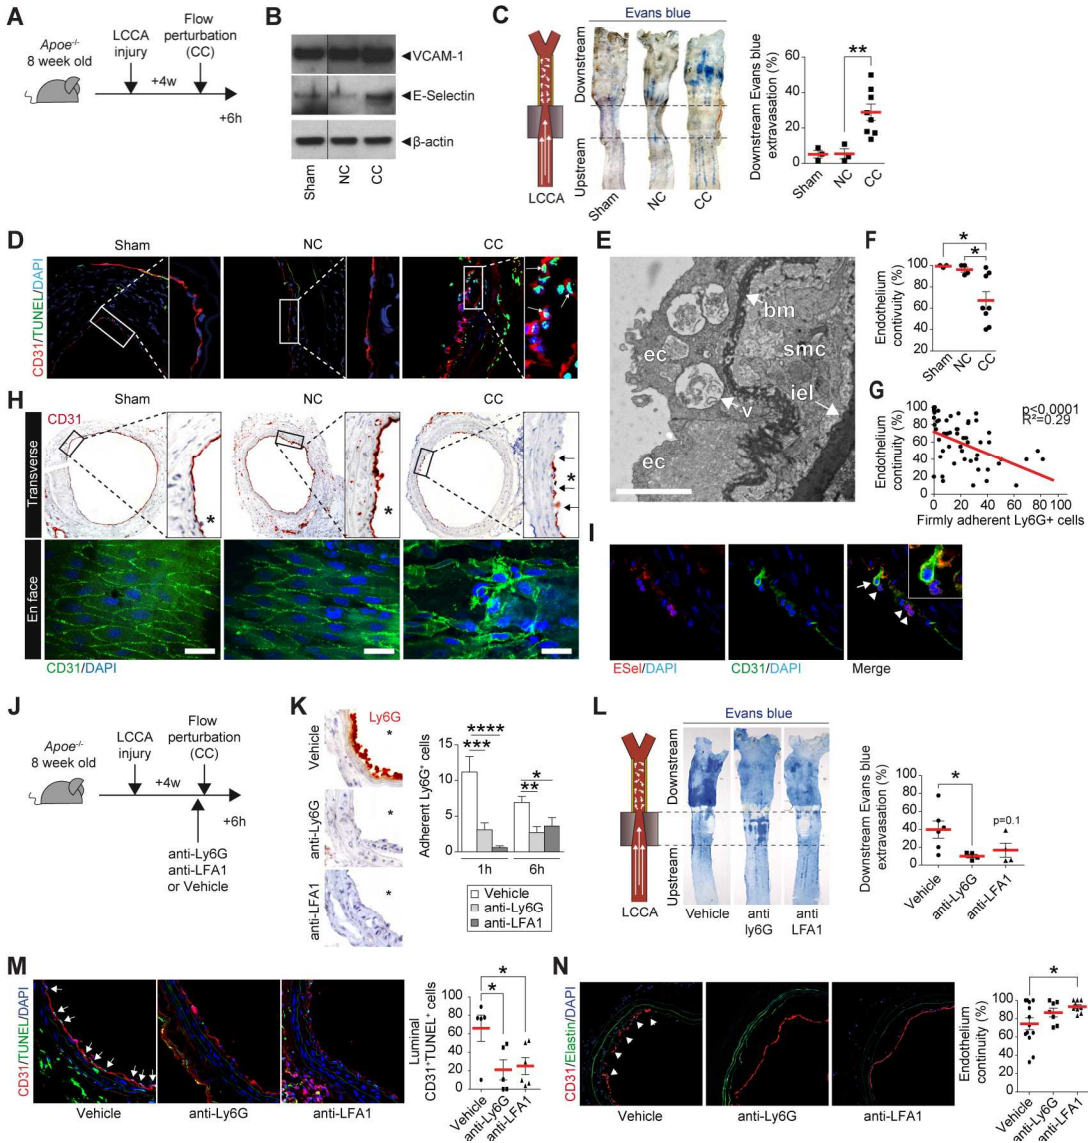 A
Apoe-/-
8 week old
LCCA
injury
Flow
perturbation
(CC)
+4w
+6h
B
VCAM-1
E-Selectin
β-actin
Sham
NC
CC
C
Evans blue
Downstream
Upstream
LCCA
Sham
NC
CC
Downstream Evans blue
extravasation (%)
60
40
20
0
**
Sham
NC
CC
D
Sham
NC
CC
CD31/TUNEL/DAPI
E
ec
bm
smc
iel
v
ec
F
Endothelium
contivuity (%)
100
80
60
40
20
0
*
*
Sham
NC
CC
G
Endothelium
continuity (%)
100
80
60
40
20
0
p<0.0001
R²=0.29
0
20
40
60
80
100
Firmly adherent Ly6G+ cells
H
Sham
NC
CC
Transverse
CD31
*
*
*
En face
CD31/DAPI
I
ESel/DAPI
CD31/DAPI
Merge
J
Apoe-/-
8 week old
LCCA
injury
Flow
perturbation
(CC)
+4w
+6h
anti-Ly6G
anti-LFA1
or Vehicle
K
Vehicle
anti-Ly6G
anti-LFA1
Ly6G
*
*
*
Adherent Ly6G⁺ cells
15
10
5
0
****
***
*
**
1h
6h
Vehicle
anti-Ly6G
anti-LFA1
L
Evans blue
Downstream
Upstream
LCCA
Vehicle
anti
ly6G
anti
LFA1
Downstream Evans blue
extravasation (%)
100
80
60
40
20
0
*
p=0.1
Vehicle
anti-Ly6G
anti-LFA1
M
CD31/TUNEL/DAPI
Vehicle
anti-Ly6G
anti-LFA1
Luminal
CD31⁺TUNEL⁺ cells
100
80
60
40
20
0
*
*
Vehicle
anti-Ly6G
anti-LFA1
N
CD31/Elastin/DAPI
Vehicle
anti-Ly6G
anti-LFA1
Endothelium
continuity (%)
100
80
60
40
20
0
*
Vehicle
anti-Ly6G
anti-LFA1